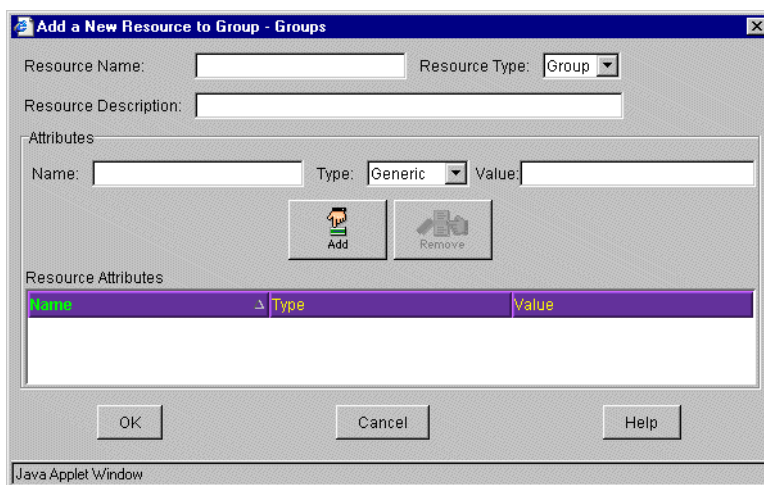 Add a New Resource to Group - Groups
Resource Name: Resource Type: Group
Resource Description:
Attributes
Name: Type: Generic Value:
Add Remove
Resource Attributes
Name Type Value
OK Cancel Help
Java Applet Window